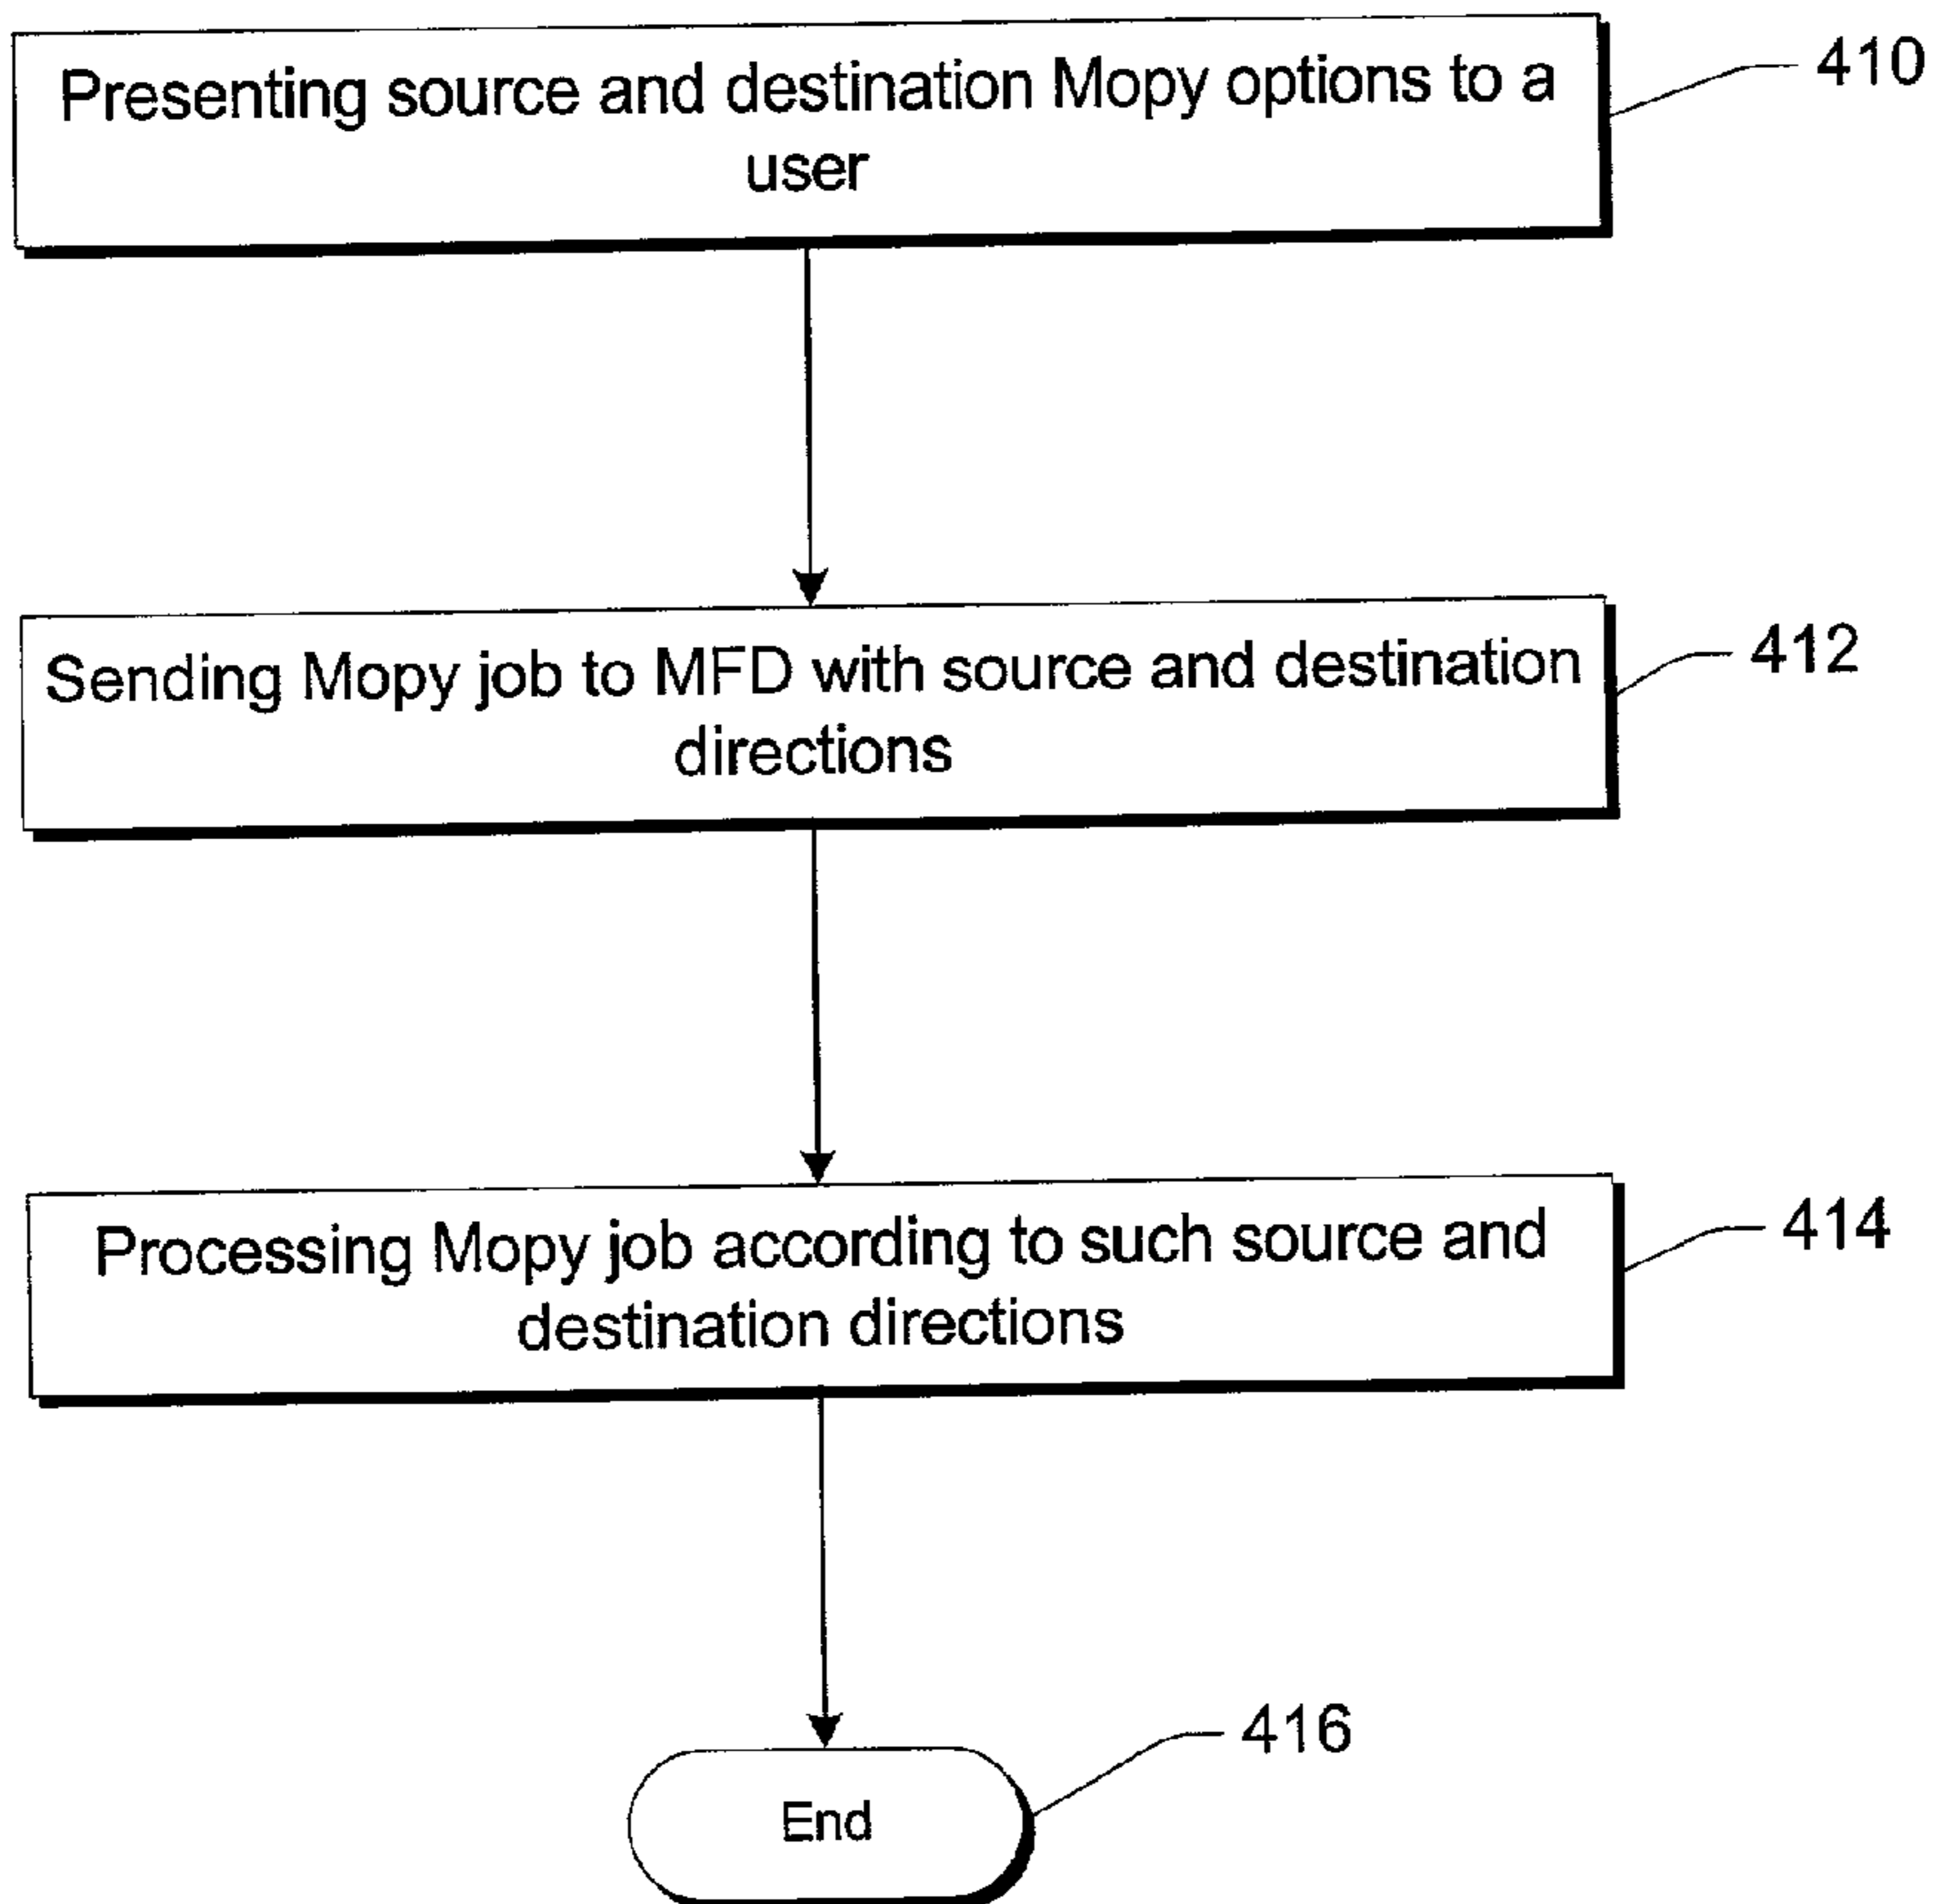 Presenting source and destination Mopy options to a
user
410
Sending Mopy job to MFD with source and destination
directions
412
Processing Mopy job according to such source and
destination directions
414
End
416